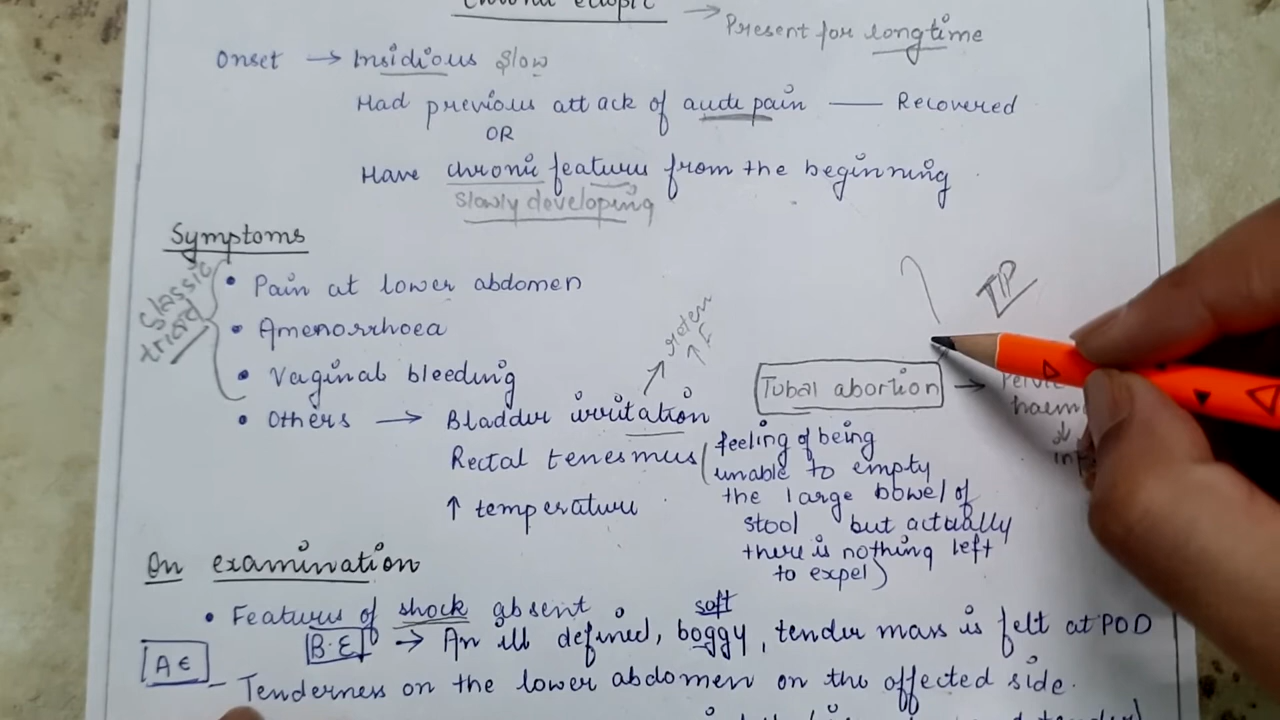 chronic ectopic → Present for longtime
Onset → Insidious slow
Had previous attack of acute pain — Recovered
OR
Have chronic features from the beginning
slowly developing
Symptoms
classic triad
• Pain at lower abdomen
• Amenorrhoea
• Vaginal bleeding
• Others → Bladder irritation
Rectal tenesmus (feeling of being
unable to empty
the large bowel of
stool but actually
there is nothing left
to expel)
↑ temperature
TIP
Tubal abortion →
On examination
• Features of shock absent
B.E → An ill defined, soft boggy, tender mass is felt at POD
A€
– Tenderness on the lower abdomen on the affected side.